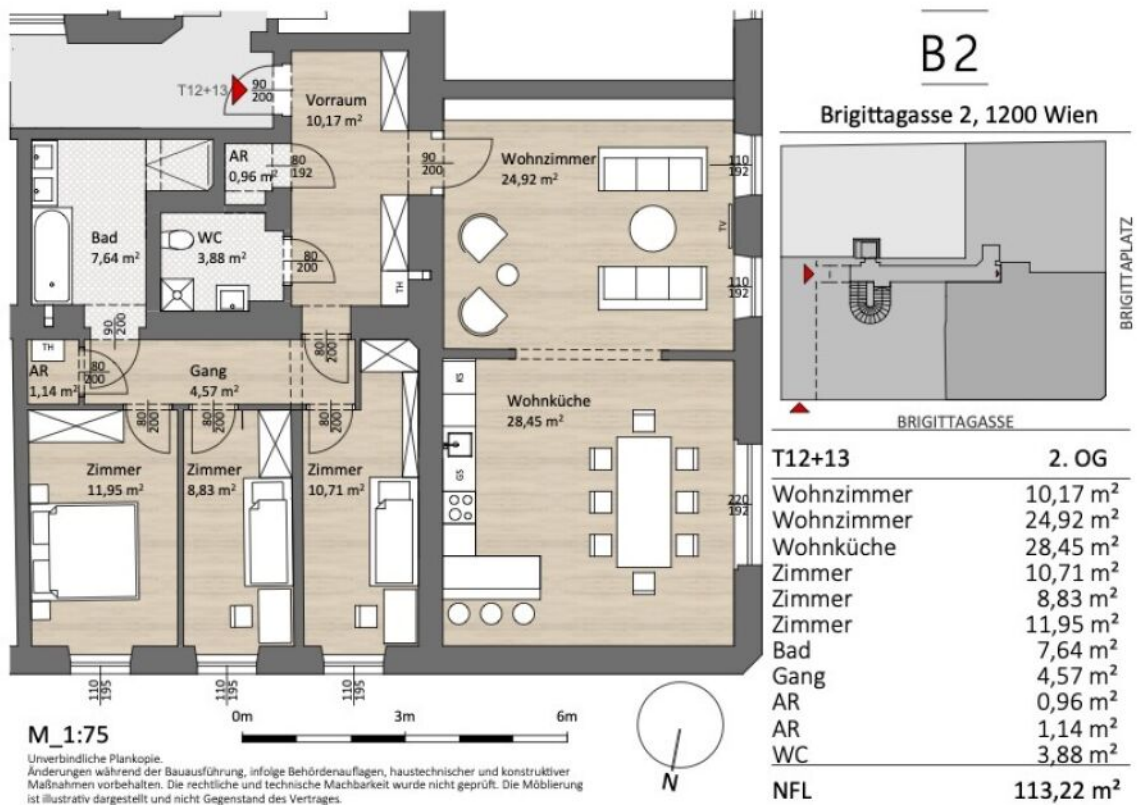 T12+13
90
200
Vorraum
10,17 m²
AR
0,96 m²
80
192
90
200
Wohnzimmer
24,92 m²
110
192
TV
110
192
Bad
7,64 m²
WC
3,88 m²
80
200
TH
90
200
80
200
TH
AR
1,14 m²
80
200
Gang
4,57 m²
80
200
80
200
80
200
Zimmer
11,95 m²
Zimmer
8,83 m²
Zimmer
10,71 m²
KS
GS
Wohnküche
28,45 m²
220
192
110
195
110
195
110
195
M_1:75
0m 3m 6m
N
Unverbindliche Plankopie.
Änderungen während der Bauausführung, infolge Behördenauflagen, haustechnischer und konstruktiver
Maßnahmen vorbehalten. Die rechtliche und technische Machbarkeit wurde nicht geprüft. Die Möblierung
ist illustrativ dargestellt und nicht Gegenstand des Vertrages.
B2
Brigittagasse 2, 1200 Wien
BRIGITTAPLATZ
BRIGITTAGASSE
T12+13 2. OG
Wohnzimmer 10,17 m²
Wohnzimmer 24,92 m²
Wohnküche 28,45 m²
Zimmer 10,71 m²
Zimmer 8,83 m²
Zimmer 11,95 m²
Bad 7,64 m²
Gang 4,57 m²
AR 0,96 m²
AR 1,14 m²
WC 3,88 m²
NFL 113,22 m²